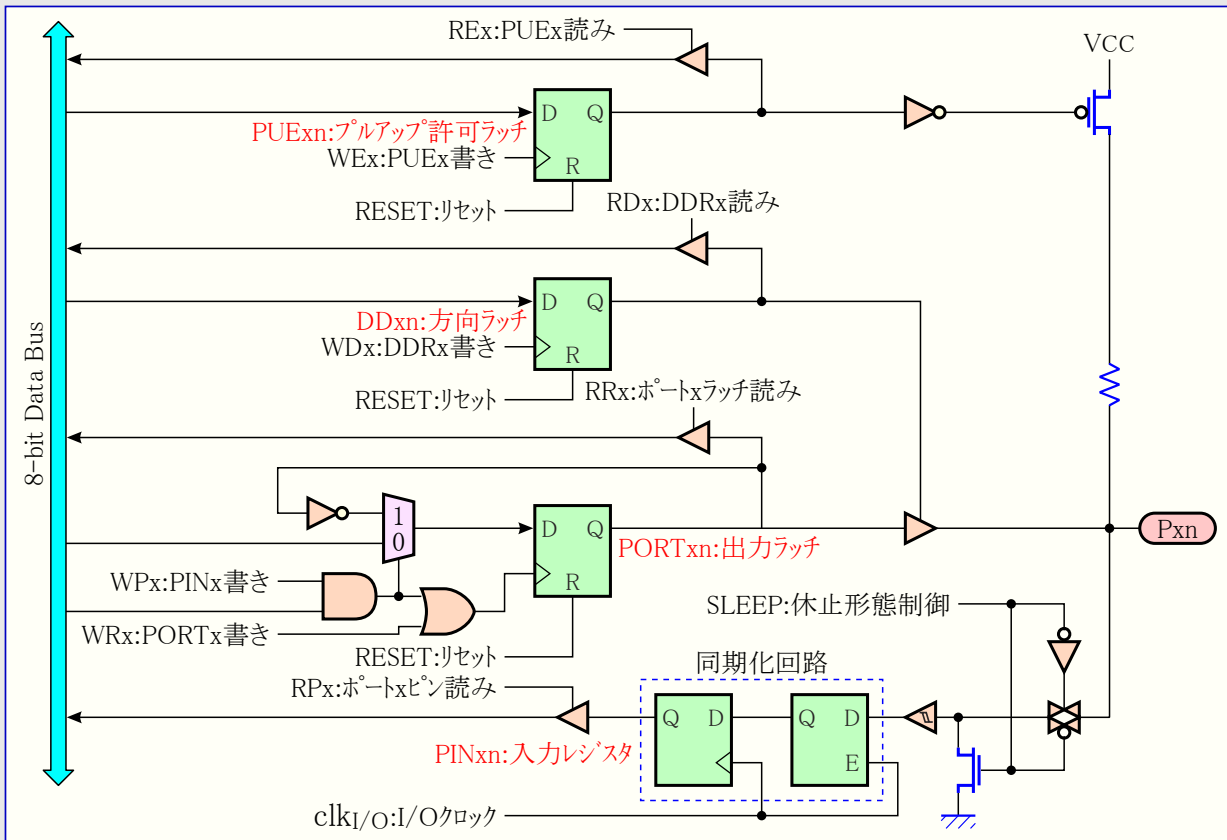 REx:PUEx読み
VCC
D
Q
PUExn:プルアップ許可ラッチ
WEx:PUEx書き
R
RESET:リセット
RDx:DDRx読み
D
Q
DDxn:方向ラッチ
WDx:DDRx書き
R
RESET:リセット
RRx:ポートxラッチ読み
8-bit Data Bus
1
0
D
Q
PORTxn:出力ラッチ
Pxn
WPx:PINx書き
R
WRx:PORTx書き
SLEEP:休止形態制御
RESET:リセット
同期化回路
RPx:ポートxピン読み
Q
D
Q
D
PINxn:入力レジスタ
E
clkI/O:I/Oクロック